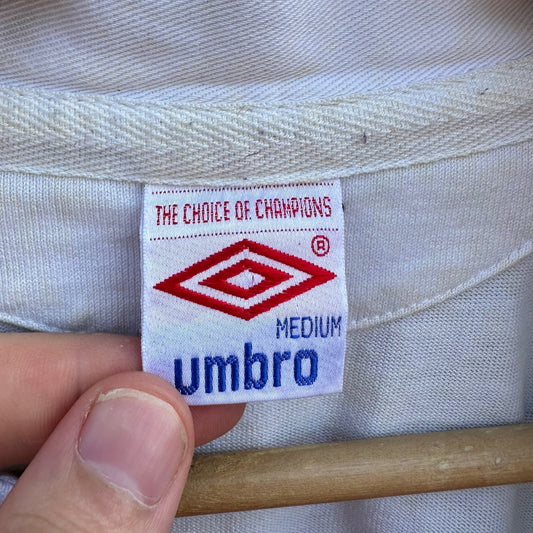 THE CHOICE OF CHAMPIONS
®
MEDIUM
umbro